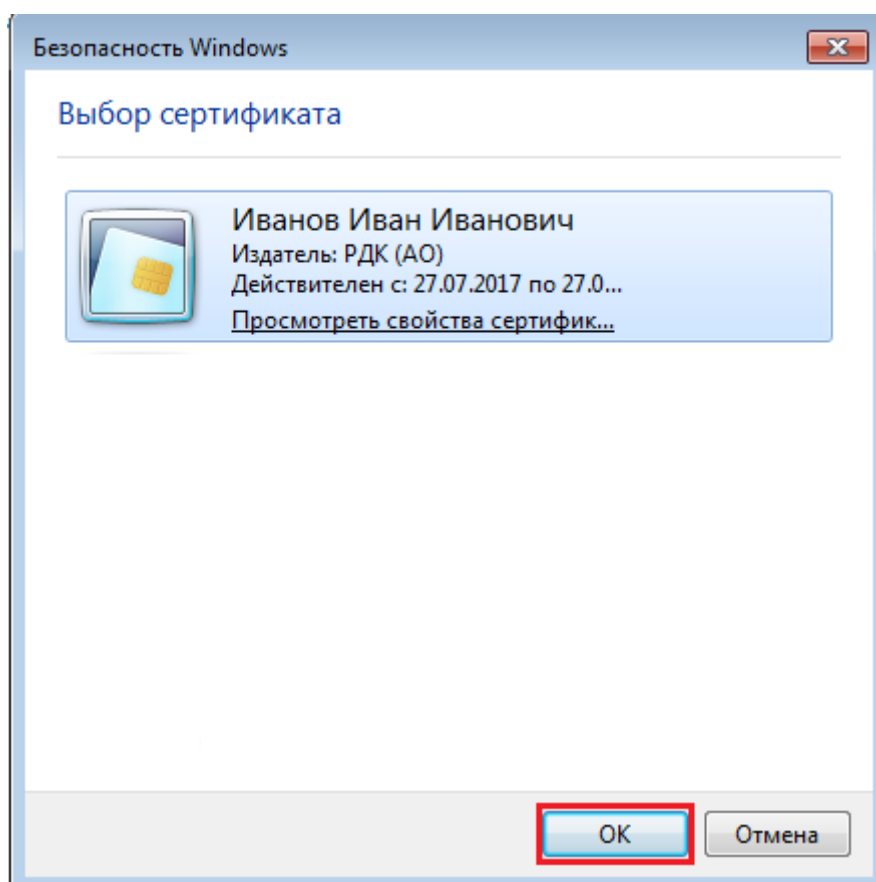 Безопасность Windows
Выбор сертификата
Иванов Иван Иванович
Издатель: РДК (АО)
Действителен с: 27.07.2017 по 27.0...
Просмотреть свойства сертифик...
ОК
Отмена